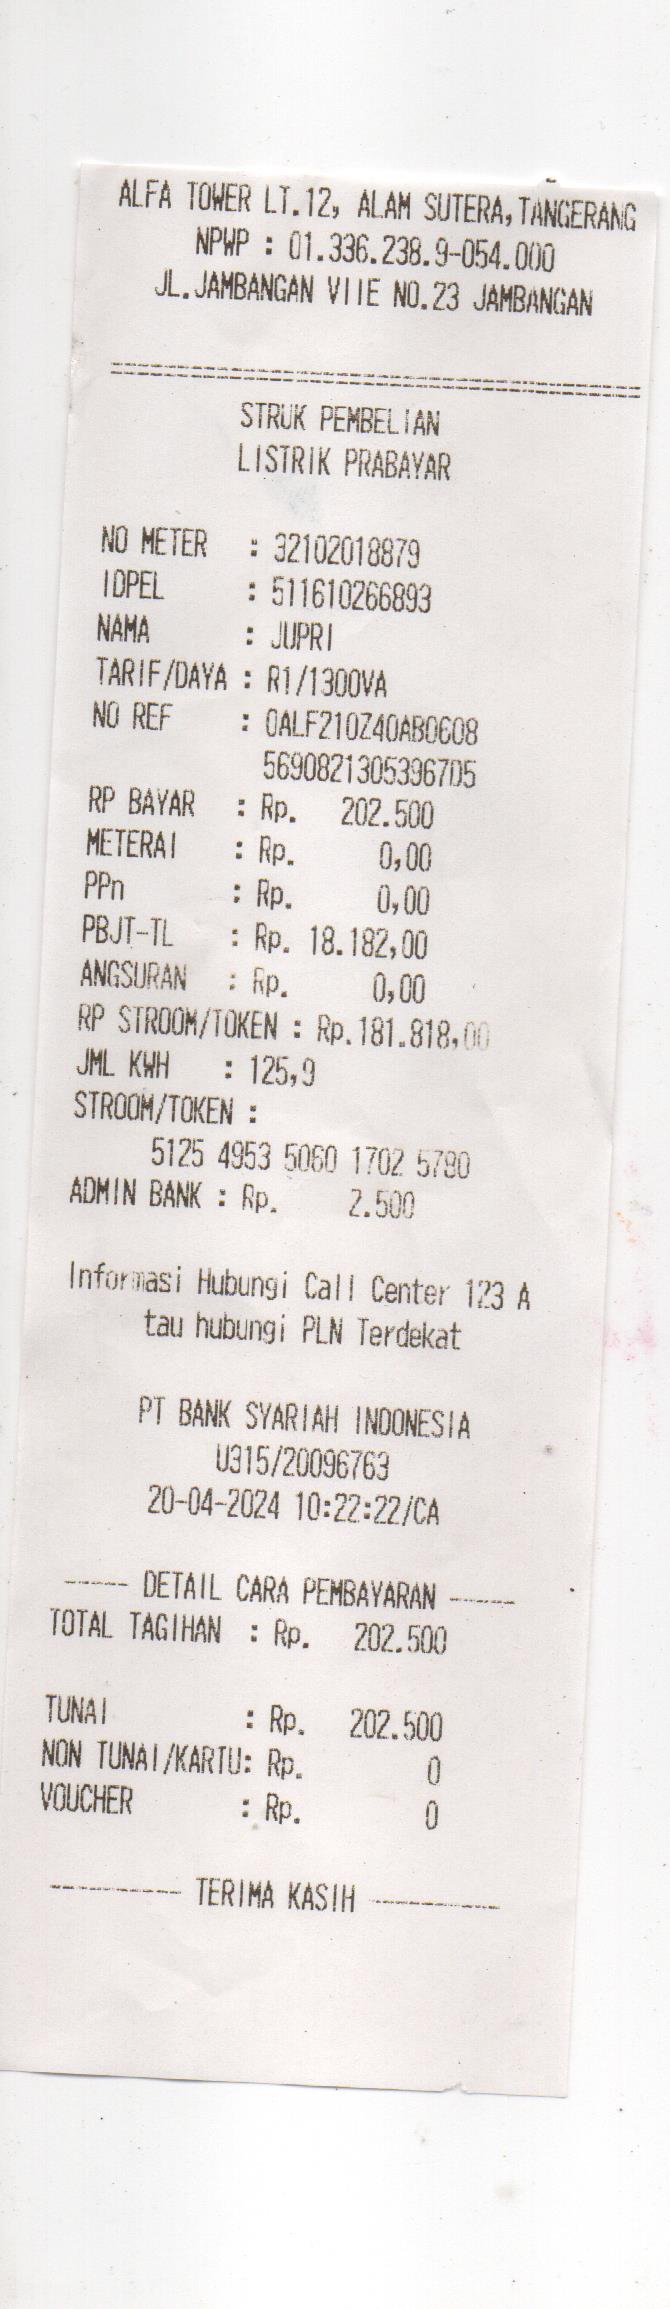 ALFA TOWER LT.12, ALAM SUTERA,TANGERANG
NPWP : 01.336.238.9-054.000
JL.JAMBANGAN VIIE NO.23 JAMBANGAN
STRUK PEMBELIAN
LISTRIK PRABAYAR
NO METER : 32102018879
IDPEL : 511610266893
NAMA : JUPRI
TARIF/DAYA : R1/1300VA
NO REF : 0ALF210Z40AB0608
5690821305396705
RP BAYAR : Rp. 202.500
METERAI : Rp. 0,00
PPn : Rp. 0,00
PBJT-TL : Rp. 18.182,00
ANGSURAN : Rp. 0,00
RP STROOM/TOKEN : Rp.181.818,00
JML KWH : 125,9
STROOM/TOKEN :
5125 4953 5060 1702 5790
ADMIN BANK : Rp. 2.500
Informasi Hubungi Call Center 123 A
tau hubungi PLN Terdekat
PT BANK SYARIAH INDONESIA
U315/20096763
20-04-2024 10:22:22/CA
----- DETAIL CARA PEMBAYARAN -----
TOTAL TAGIHAN : Rp. 202.500
TUNAI : Rp. 202.500
NON TUNAI/KARTU: Rp. 0
VOUCHER : Rp. 0
---------- TERIMA KASIH ----------